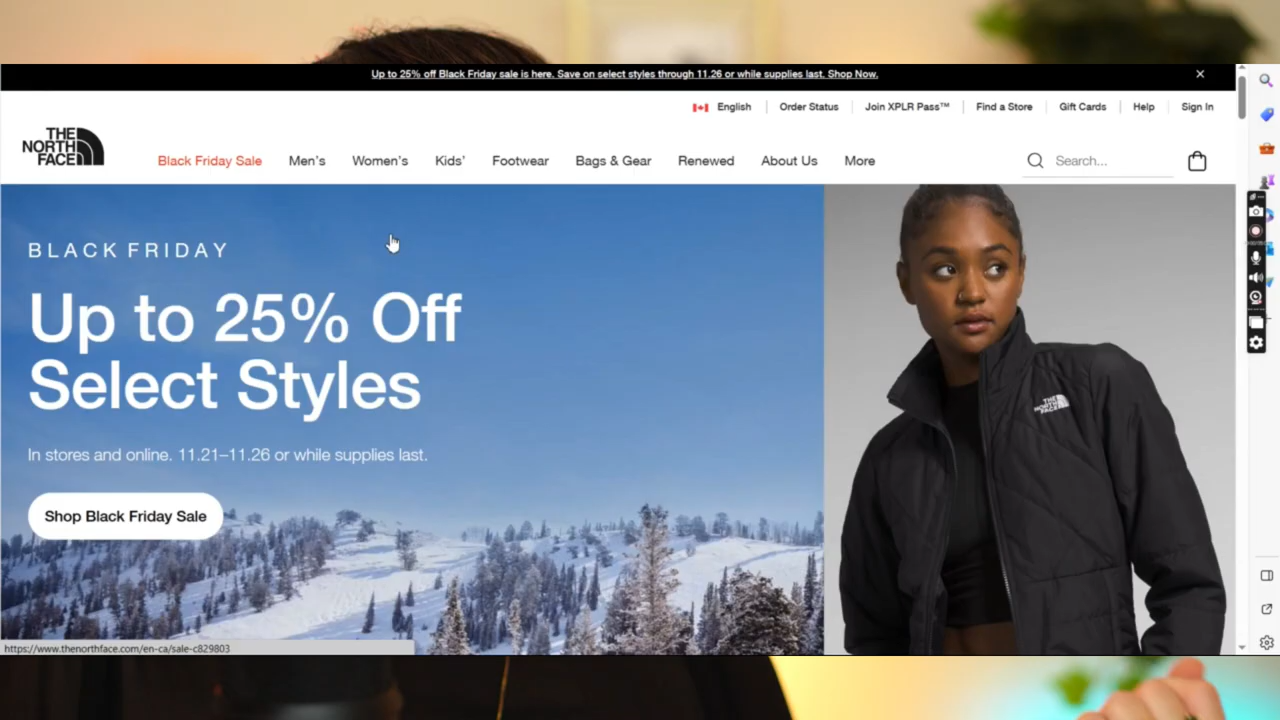 Up to 25% off Black Friday sale is here. Save on select styles through 11.26 or while supplies last. Shop Now.
English Order Status Join XPLR Pass™ Find a Store Gift Cards Help Sign In
THE
NORTH
FACE
Black Friday Sale Men's Women's Kids' Footwear Bags & Gear Renewed About Us More Search...
BLACK FRIDAY
Up to 25% Off
Select Styles
In stores and online. 11.21–11.26 or while supplies last.
Shop Black Friday Sale
THE
NORTH
FACE
https://www.thenorthface.com/en-ca/sale-c829803